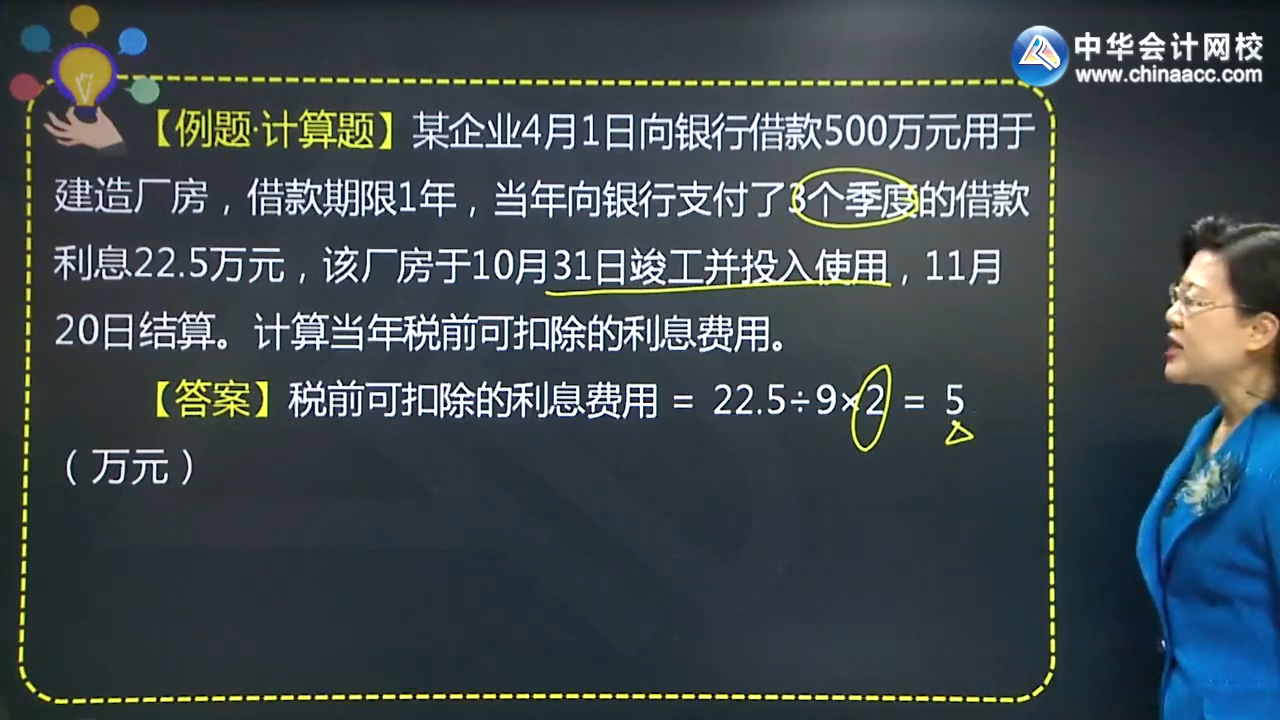 中华会计网校
www.chinaacc.com
【例题·计算题】某企业4月1日向银行借款500万元用于
建造厂房，借款期限1年，当年向银行支付了3个季度的借款
利息22.5万元，该厂房于10月31日竣工并投入使用，11月
20日结算。计算当年税前可扣除的利息费用。
【答案】税前可扣除的利息费用 = 22.5÷9×2 = 5
（万元）